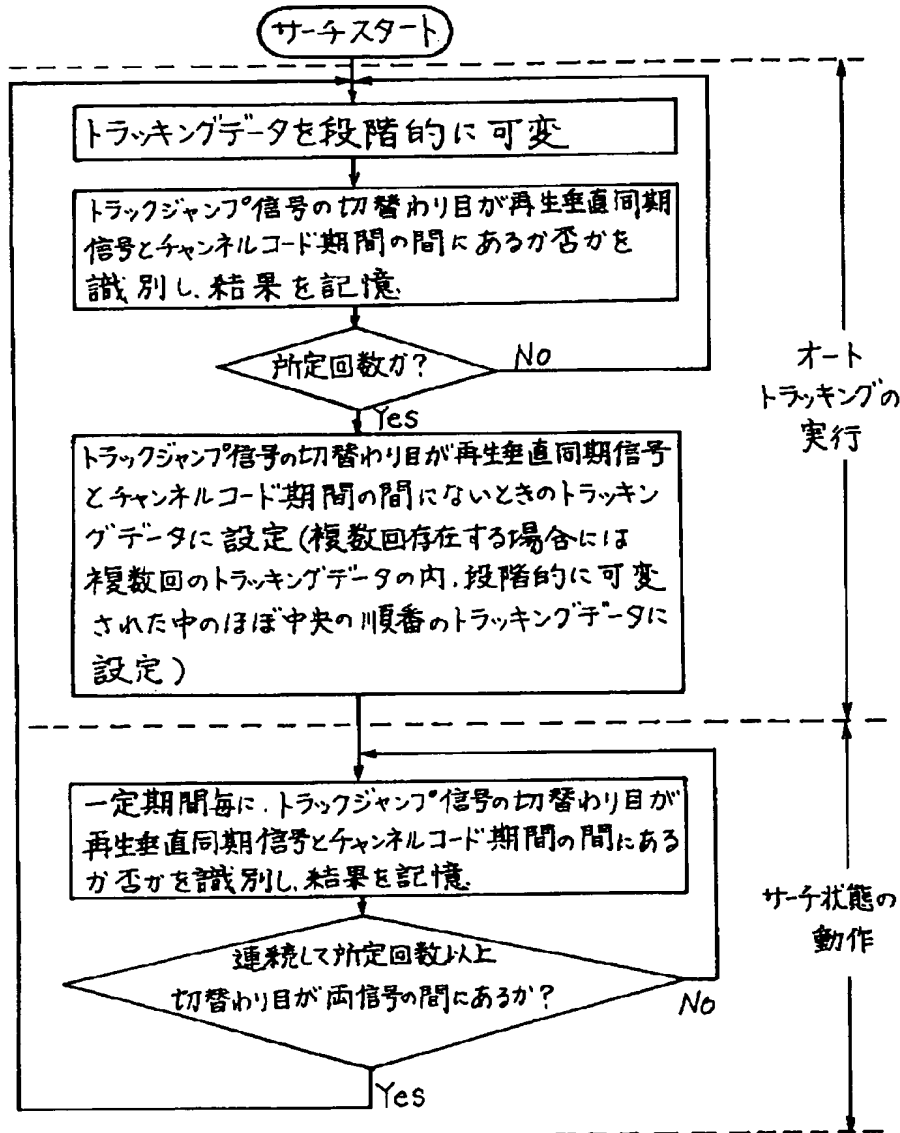 サーチスタート
トラッキングデータを段階的に可変
トラックジャンプ信号の切替わり目が再生垂直同期
信号とチャンネルコード期間の間にあるか否かを
識別し、結果を記憶.
所定回数か?
No
Yes
トラックジャンプ信号の切替わり目が再生垂直同期信号
とチャンネルコード期間の間にないときのトラッキン
グデータに設定(複数回存在する場合には
複数回のトラッキングデータの内、段階的に可変
された中のほぼ中央の順番のトラッキングデータに
設定)
オート
トラッキングの
実行
一定期間毎に、トラックジャンプ信号の切替わり目が
再生垂直同期信号とチャンネルコード期間の間にある
か否かを識別し、結果を記憶.
連続して所定回数以上
切替わり目が両信号の間にあるか?
No
Yes
サーチ状態の
動作